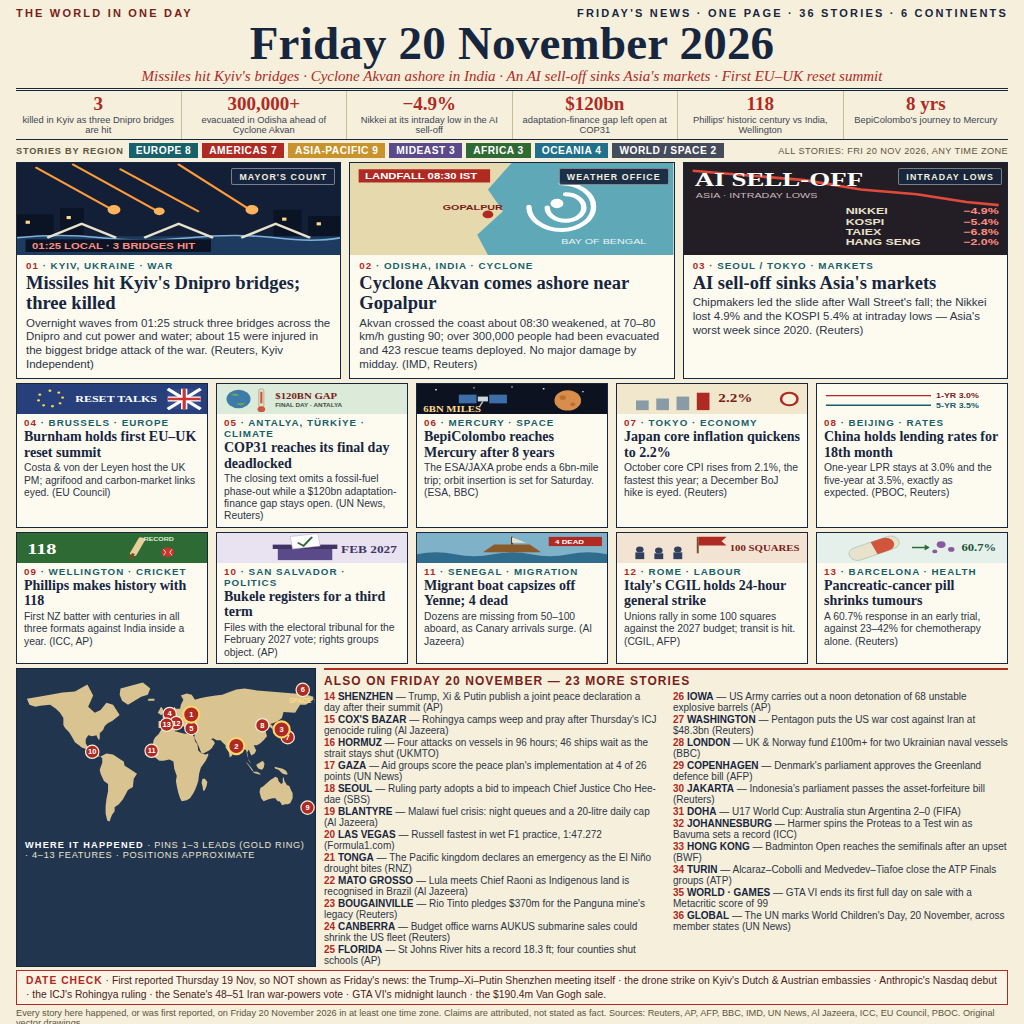 THE WORLD IN ONE DAY
FRIDAY'S NEWS · ONE PAGE · 36 STORIES · 6 CONTINENTS
Friday 20 November 2026
Missiles hit Kyiv's bridges · Cyclone Akvan ashore in India · An AI sell-off sinks Asia's markets · First EU–UK reset summit
3
killed in Kyiv as three Dnipro bridges
are hit
300,000+
evacuated in Odisha ahead of
Cyclone Akvan
−4.9%
Nikkei at its intraday low in the AI
sell-off
$120bn
adaptation-finance gap left open at
COP31
118
Phillips' historic century vs India,
Wellington
8 yrs
BepiColombo's journey to Mercury
STORIES BY REGION
EUROPE 8
AMERICAS 7
ASIA-PACIFIC 9
MIDEAST 3
AFRICA 3
OCEANIA 4
WORLD / SPACE 2
ALL STORIES: FRI 20 NOV 2026, ANY TIME ZONE
MAYOR'S COUNT
01:25 LOCAL · 3 BRIDGES HIT
01 · KYIV, UKRAINE · WAR
Missiles hit Kyiv's Dnipro bridges;
three killed
Overnight waves from 01:25 struck three bridges across the
Dnipro and cut power and water; about 15 were injured in
the biggest bridge attack of the war. (Reuters, Kyiv
Independent)
LANDFALL 08:30 IST
WEATHER OFFICE
GOPALPUR
BAY OF BENGAL
02 · ODISHA, INDIA · CYCLONE
Cyclone Akvan comes ashore near
Gopalpur
Akvan crossed the coast about 08:30 weakened, at 70–80
km/h gusting 90; over 300,000 people had been evacuated
and 423 rescue teams deployed. No major damage by
midday. (IMD, Reuters)
AI SELL-OFF
INTRADAY LOWS
ASIA · INTRADAY LOWS
NIKKEI −4.9%
KOSPI −5.4%
TAIEX −6.8%
HANG SENG −2.0%
03 · SEOUL / TOKYO · MARKETS
AI sell-off sinks Asia's markets
Chipmakers led the slide after Wall Street's fall; the Nikkei
lost 4.9% and the KOSPI 5.4% at intraday lows — Asia's
worst week since 2020. (Reuters)
RESET TALKS
04 · BRUSSELS · EUROPE
Burnham holds first EU–UK
reset summit
Costa & von der Leyen host the UK
PM; agrifood and carbon-market links
eyed. (EU Council)
$120BN GAP
FINAL DAY · ANTALYA
05 · ANTALYA, TÜRKİYE ·
CLIMATE
COP31 reaches its final day
deadlocked
The closing text omits a fossil-fuel
phase-out while a $120bn adaptation-
finance gap stays open. (UN News,
Reuters)
6BN MILES
06 · MERCURY · SPACE
BepiColombo reaches
Mercury after 8 years
The ESA/JAXA probe ends a 6bn-mile
trip; orbit insertion is set for Saturday.
(ESA, BBC)
2.2%
07 · TOKYO · ECONOMY
Japan core inflation quickens
to 2.2%
October core CPI rises from 2.1%, the
fastest this year; a December BoJ
hike is eyed. (Reuters)
1-YR 3.0%
5-YR 3.5%
08 · BEIJING · RATES
China holds lending rates for
18th month
One-year LPR stays at 3.0% and the
five-year at 3.5%, exactly as
expected. (PBOC, Reuters)
118
RECORD
09 · WELLINGTON · CRICKET
Phillips makes history with
118
First NZ batter with centuries in all
three formats against India inside a
year. (ICC, AP)
FEB 2027
10 · SAN SALVADOR ·
POLITICS
Bukele registers for a third
term
Files with the electoral tribunal for the
February 2027 vote; rights groups
object. (AP)
4 DEAD
11 · SENEGAL · MIGRATION
Migrant boat capsizes off
Yenne; 4 dead
Dozens are missing from 50–100
aboard, as Canary arrivals surge. (Al
Jazeera)
100 SQUARES
12 · ROME · LABOUR
Italy's CGIL holds 24-hour
general strike
Unions rally in some 100 squares
against the 2027 budget; transit is hit.
(CGIL, AFP)
60.7%
13 · BARCELONA · HEALTH
Pancreatic-cancer pill
shrinks tumours
A 60.7% response in an early trial,
against 23–42% for chemotherapy
alone. (Reuters)
6
4
1
13
12
5
8
3
7
10
11
2
9
WHERE IT HAPPENED · PINS 1–3 LEADS (GOLD RING)
· 4–13 FEATURES · POSITIONS APPROXIMATE
ALSO ON FRIDAY 20 NOVEMBER — 23 MORE STORIES
14 SHENZHEN — Trump, Xi & Putin publish a joint peace declaration a
day after their summit (AP)
15 COX'S BAZAR — Rohingya camps weep and pray after Thursday's ICJ
genocide ruling (Al Jazeera)
16 HORMUZ — Four attacks on vessels in 96 hours; 46 ships wait as the
strait stays shut (UKMTO)
17 GAZA — Aid groups score the peace plan's implementation at 4 of 26
points (UN News)
18 SEOUL — Ruling party adopts a bid to impeach Chief Justice Cho Hee-
dae (SBS)
19 BLANTYRE — Malawi fuel crisis: night queues and a 20-litre daily cap
(Al Jazeera)
20 LAS VEGAS — Russell fastest in wet F1 practice, 1:47.272
(Formula1.com)
21 TONGA — The Pacific kingdom declares an emergency as the El Niño
drought bites (RNZ)
22 MATO GROSSO — Lula meets Chief Raoni as Indigenous land is
recognised in Brazil (Al Jazeera)
23 BOUGAINVILLE — Rio Tinto pledges $370m for the Panguna mine's
legacy (Reuters)
24 CANBERRA — Budget office warns AUKUS submarine sales could
shrink the US fleet (Reuters)
25 FLORIDA — St Johns River hits a record 18.3 ft; four counties shut
schools (AP)
26 IOWA — US Army carries out a noon detonation of 68 unstable
explosive barrels (AP)
27 WASHINGTON — Pentagon puts the US war cost against Iran at
$48.3bn (Reuters)
28 LONDON — UK & Norway fund £100m+ for two Ukrainian naval vessels
(BBC)
29 COPENHAGEN — Denmark's parliament approves the Greenland
defence bill (AFP)
30 JAKARTA — Indonesia's parliament passes the asset-forfeiture bill
(Reuters)
31 DOHA — U17 World Cup: Australia stun Argentina 2–0 (FIFA)
32 JOHANNESBURG — Harmer spins the Proteas to a Test win as
Bavuma sets a record (ICC)
33 HONG KONG — Badminton Open reaches the semifinals after an upset
(BWF)
34 TURIN — Alcaraz–Cobolli and Medvedev–Tiafoe close the ATP Finals
groups (ATP)
35 WORLD · GAMES — GTA VI ends its first full day on sale with a
Metacritic score of 99
36 GLOBAL — The UN marks World Children's Day, 20 November, across
member states (UN News)
DATE CHECK · First reported Thursday 19 Nov, so NOT shown as Friday's news: the Trump–Xi–Putin Shenzhen meeting itself · the drone strike on Kyiv's Dutch & Austrian embassies · Anthropic's Nasdaq debut
· the ICJ's Rohingya ruling · the Senate's 48–51 Iran war-powers vote · GTA VI's midnight launch · the $190.4m Van Gogh sale.
Every story here happened, or was first reported, on Friday 20 November 2026 in at least one time zone. Claims are attributed, not stated as fact. Sources: Reuters, AP, AFP, BBC, IMD, UN News, Al Jazeera, ICC, EU Council, PBOC. Original
vector drawings.